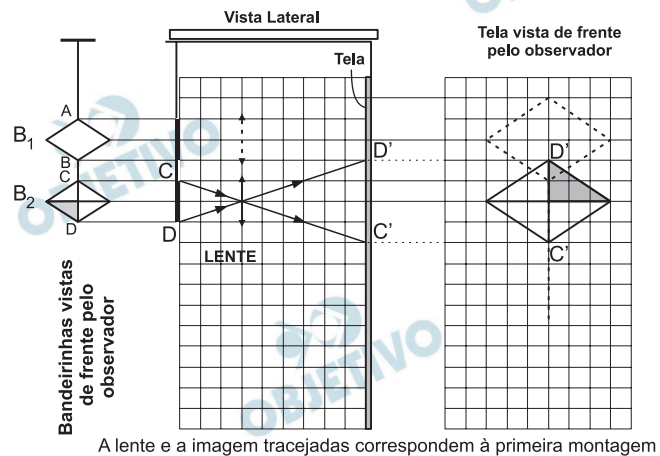 Vista Lateral
Tela vista de frente
pelo observador
Tela
A
B1
B
C
B2
D
C
D
LENTE
D'
C'
D'
C'
Bandeirinhas vistas
de frente pelo
observador
OBJETIVO
OBJETIVO
A lente e a imagem tracejadas correspondem à primeira montagem